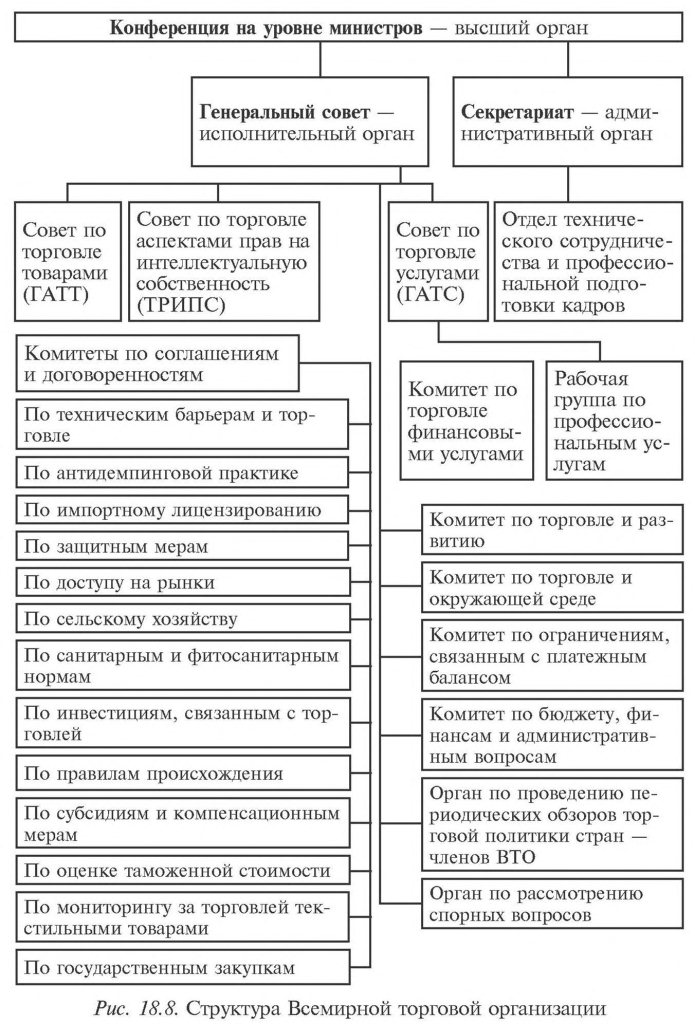 Конференция на уровне министров — высший орган
Генеральный совет —
исполнительный орган
Секретариат — адми-
нистративный орган
Совет по
торговле
товарами
(ГАТТ)
Совет по торговле
аспектами прав на
интеллектуальную
собственность
(ТРИПС)
Совет по
торговле
услугами
(ГАТС)
Отдел техниче-
ского сотрудниче-
ства и профессио-
нальной подго-
товки кадров
Комитеты по соглашениям
и договоренностям
По техническим барьерам и тор-
говле
По антидемпинговой практике
По импортному лицензированию
По защитным мерам
По доступу на рынки
По сельскому хозяйству
По санитарным и фитосанитарным
нормам
По инвестициям, связанным с тор-
говлей
По правилам происхождения
По субсидиям и компенсационным
мерам
По оценке таможенной стоимости
По мониторингу за торговлей тек-
стильными товарами
По государственным закупкам
Комитет по
торговле
финансовы-
ми услугами
Рабочая
группа по
профессио-
нальным ус-
лугам
Комитет по торговле и раз-
витию
Комитет по торговле и
окружающей среде
Комитет по ограничениям,
связанным с платежным
балансом
Комитет по бюджету, фи-
нансам и административ-
ным вопросам
Орган по проведению пе-
риодических обзоров тор-
говой политики стран —
членов ВТО
Орган по рассмотрению
спорных вопросов
Рис. 18.8. Структура Всемирной торговой организации